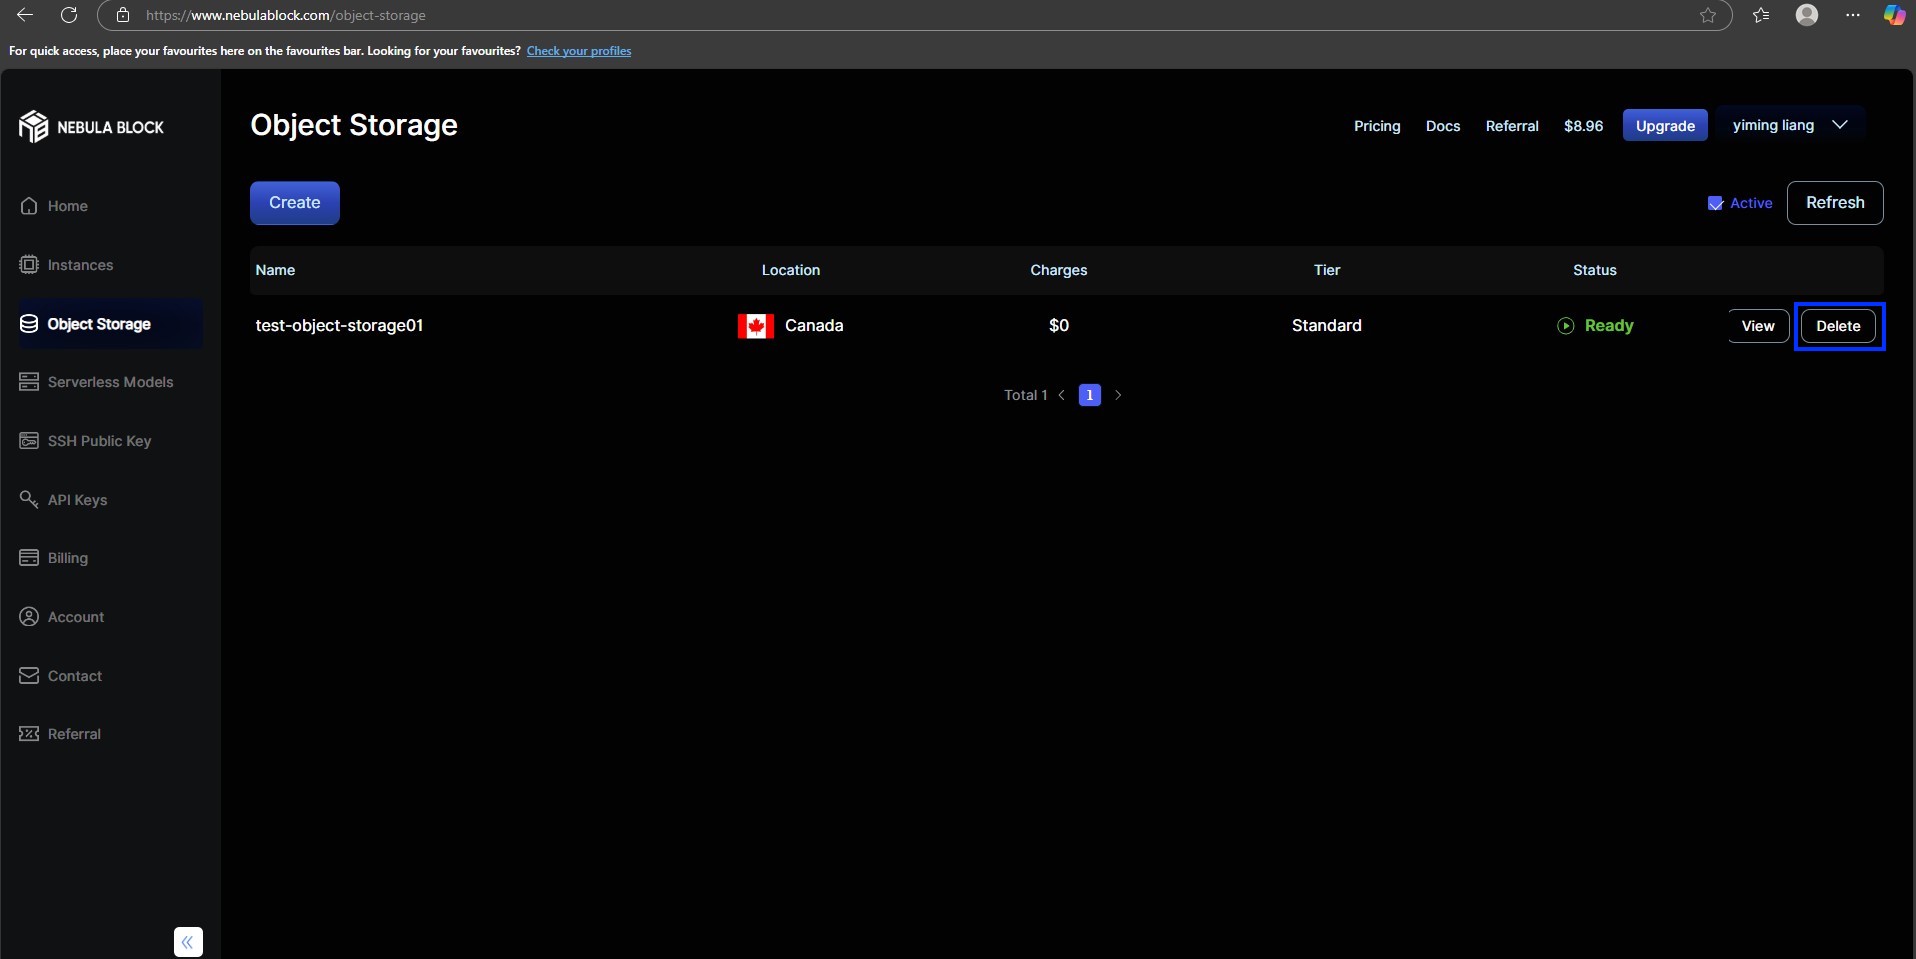 https://www.nebulablock.com/object-storage
For quick access, place your favourites here on the favourites bar. Looking for your favourites? Check your profiles
NEBULA BLOCK
Home
Instances
Object Storage
Serverless Models
SSH Public Key
API Keys
Billing
Account
Contact
Referral
Object Storage
Pricing Docs Referral $8.96 Upgrade yiming liang
Create
Active Refresh
Name Location Charges Tier Status
test-object-storage01 Canada $0 Standard Ready View Delete
Total 1 < 1 >